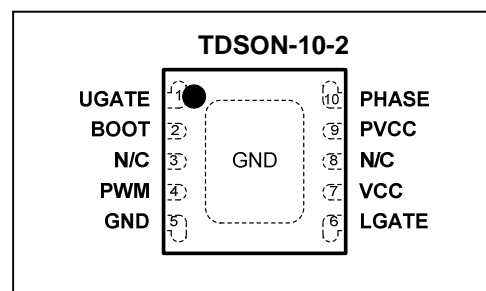 TDSON-10-2
UGATE 1 10 PHASE
BOOT 2 9 PVCC
N/C 3 GND 8 N/C
PWM 4 7 VCC
GND 5 6 LGATE